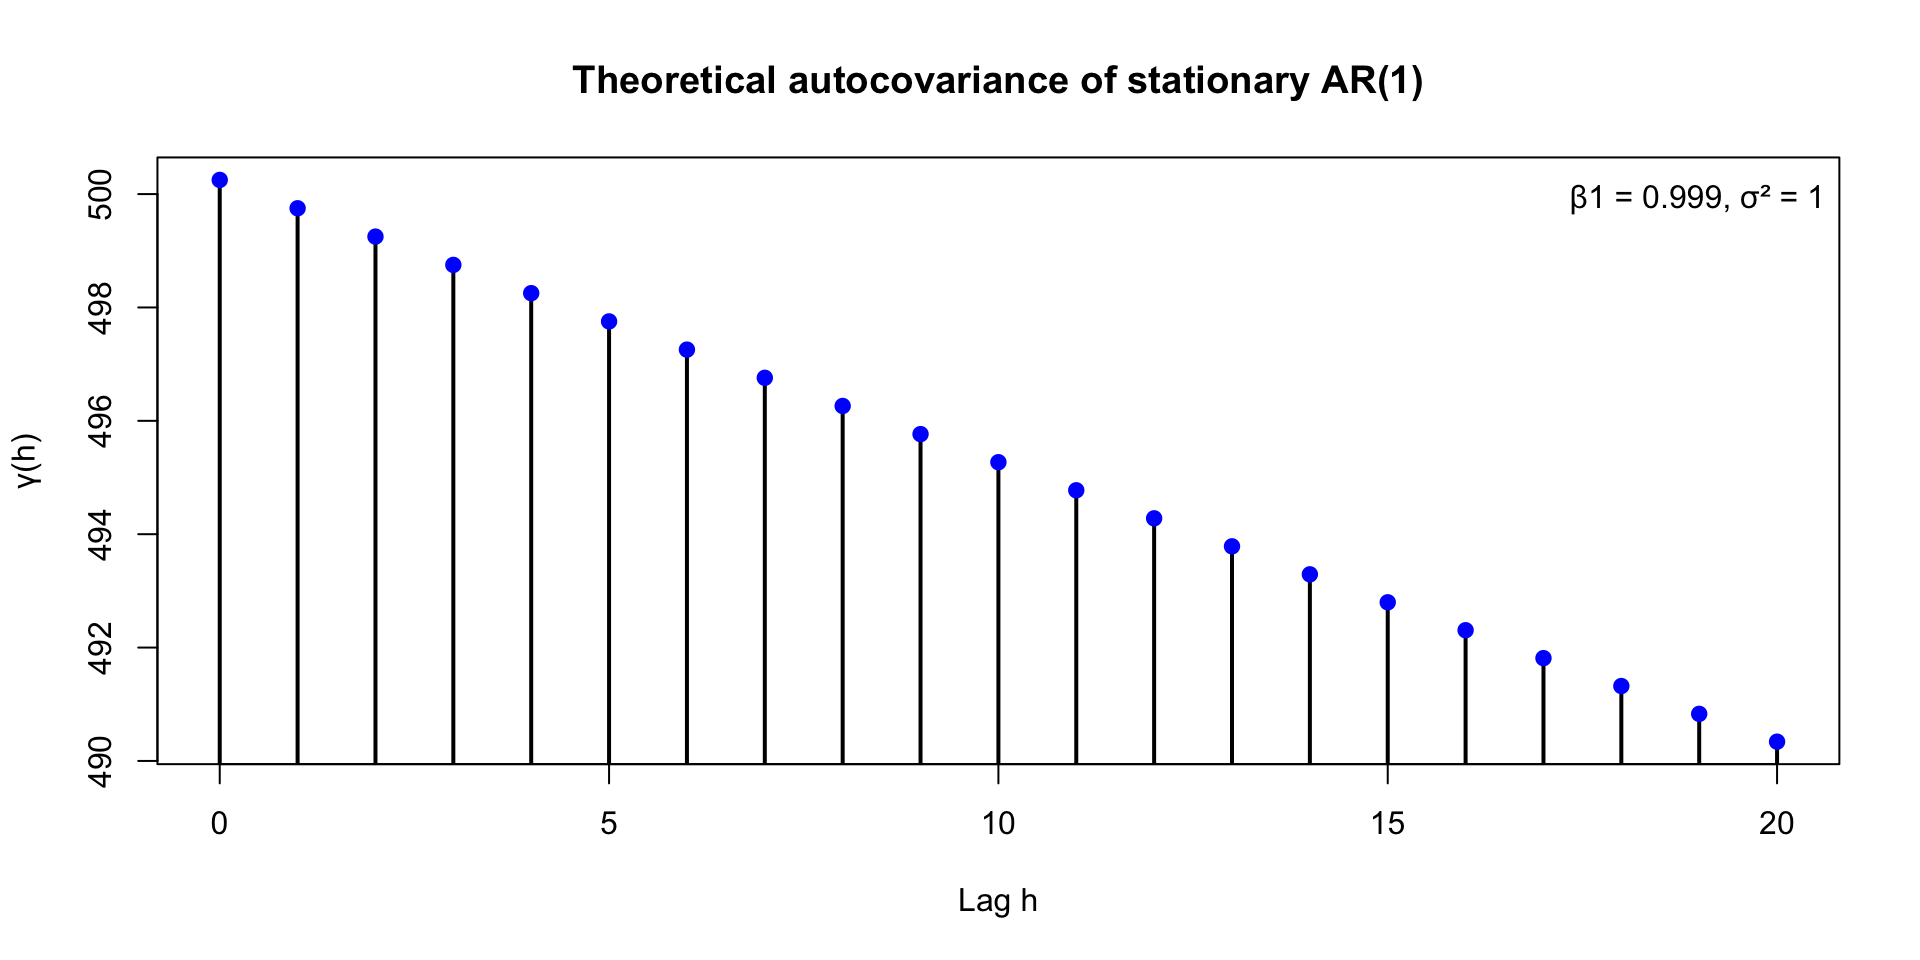 Theoretical autocovariance of stationary AR(1)
β1 = 0.999, σ² = 1
γ(h)
500
498
496
494
492
490
0 5 10 15 20
Lag h